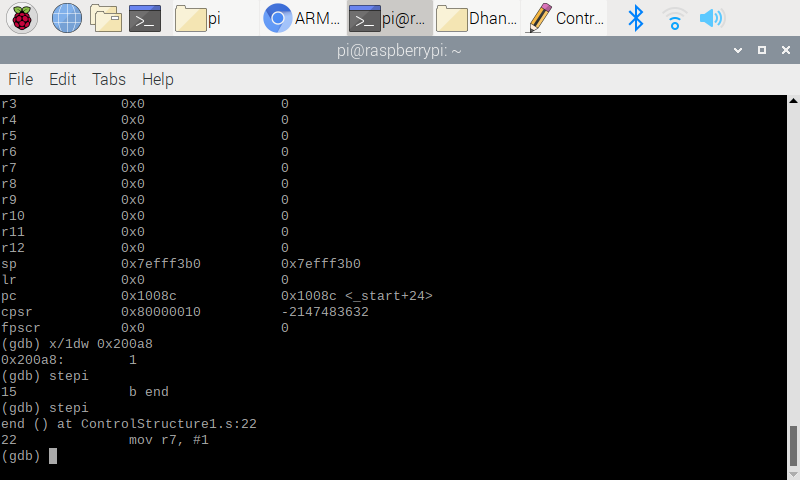 pi
ARM...
pi@r...
Dhan...
Contr...
pi@raspberrypi: ~
File Edit Tabs Help
r3 0x0 0
r4 0x0 0
r5 0x0 0
r6 0x0 0
r7 0x0 0
r8 0x0 0
r9 0x0 0
r10 0x0 0
r11 0x0 0
r12 0x0 0
sp 0x7efff3b0 0x7efff3b0
lr 0x0 0
pc 0x1008c 0x1008c <_start+24>
cpsr 0x80000010 -2147483632
fpscr 0x0 0
(gdb) x/1dw 0x200a8
0x200a8: 1
(gdb) stepi
15 b end
(gdb) stepi
end () at ControlStructure1.s:22
22 mov r7, #1
(gdb)